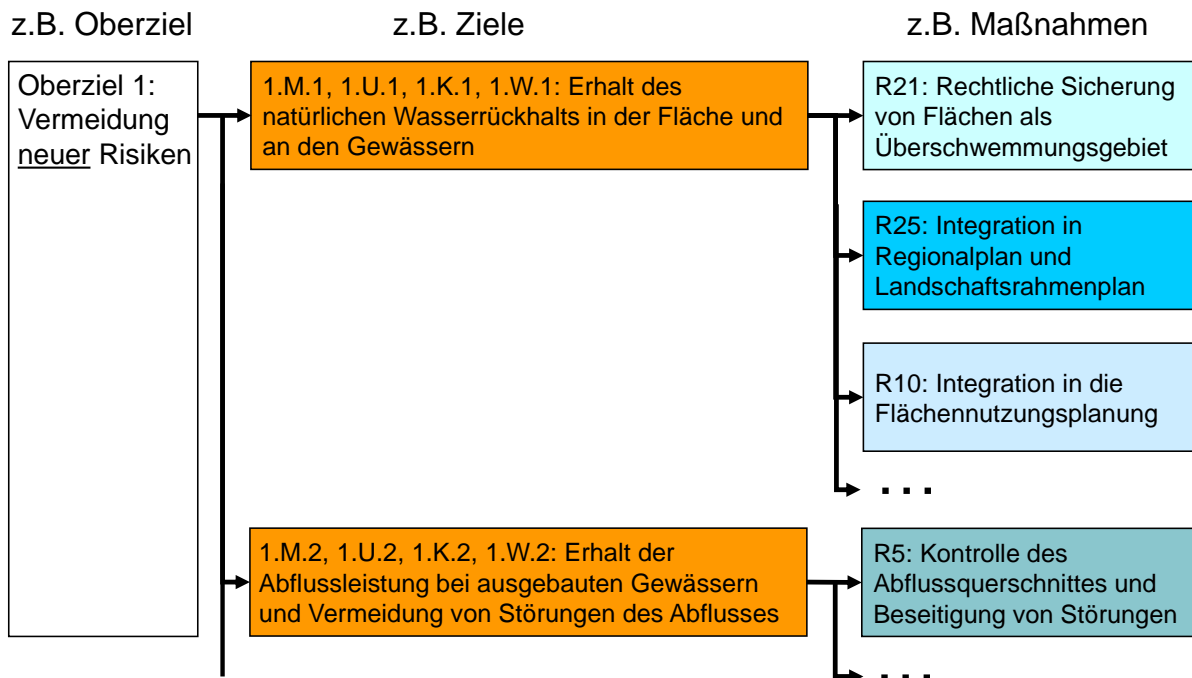 z.B. Oberziel
z.B. Ziele
z.B. Maßnahmen
Oberziel 1:
Vermeidung
neuer Risiken
1.M.1, 1.U.1, 1.K.1, 1.W.1: Erhalt des
natürlichen Wasserrückhalts in der Fläche und
an den Gewässern
R21: Rechtliche Sicherung
von Flächen als
Überschwemmungsgebiet
R25: Integration in
Regionalplan und
Landschaftsrahmenplan
R10: Integration in die
Flächennutzungsplanung
. . .
1.M.2, 1.U.2, 1.K.2, 1.W.2: Erhalt der
Abflussleistung bei ausgebauten Gewässern
und Vermeidung von Störungen des Abflusses
R5: Kontrolle des
Abflussquerschnittes und
Beseitigung von Störungen
. . .